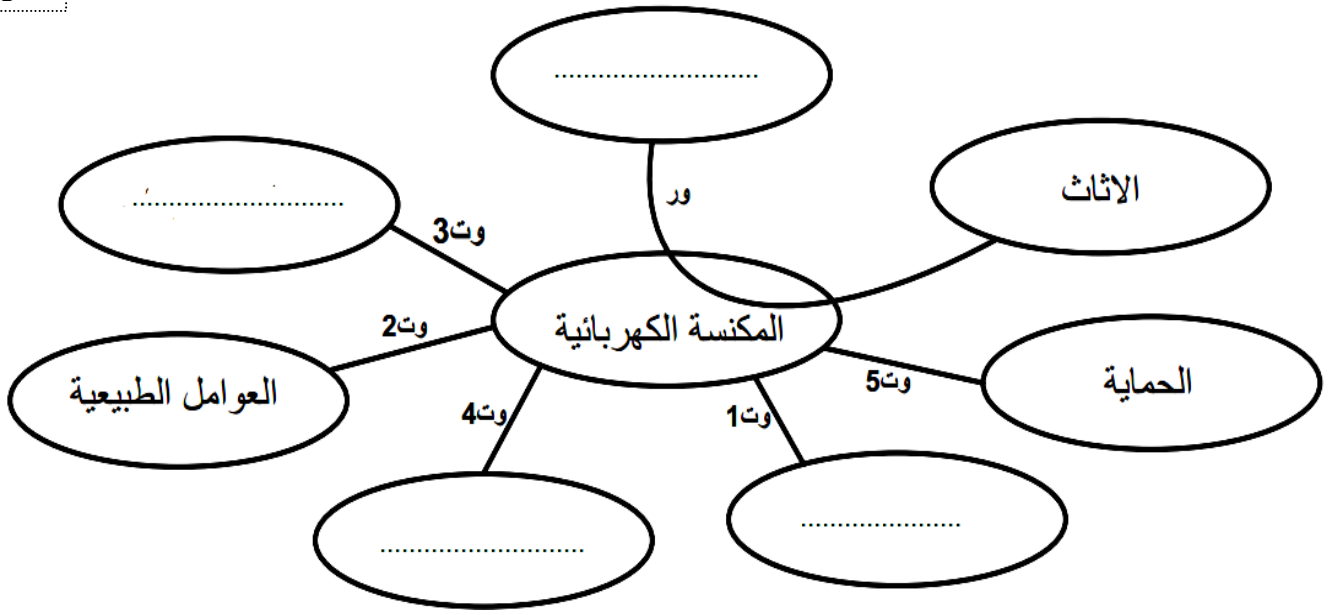 ............................
الاثاث
ور
.............................
وت3
المكنسة الكهربائية
وت2
العوامل الطبيعية
وت5
الحماية
وت4
وت1
......................
............................